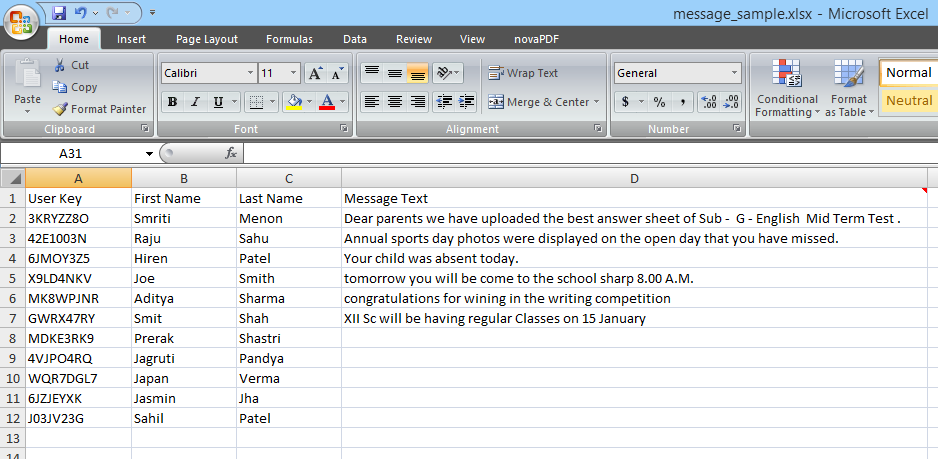 message_sample.xlsx - Microsoft Excel
Home Insert Page Layout Formulas Data Review View novaPDF
Paste Cut Copy Format Painter
Calibri 11
B I U A A A
Wrap Text
Merge & Center
General
$ % , .00 .0 .00
Conditional Formatting
Format as Table
Normal
Neutral
Clipboard Font Alignment Number
A31 fx
A B C D
1 User Key First Name Last Name Message Text
2 3KRYZZ8O Smriti Menon Dear parents we have uploaded the best answer sheet of Sub - G - English Mid Term Test .
3 42E1003N Raju Sahu Annual sports day photos were displayed on the open day that you have missed.
4 6JMOY3Z5 Hiren Patel Your child was absent today.
5 X9LD4NKV Joe Smith tomorrow you will be come to the school sharp 8.00 A.M.
6 MK8WPJNR Aditya Sharma congratulations for wining in the writing competition
7 GWRX47RY Smit Shah XII Sc will be having regular Classes on 15 January
8 MDKE3RK9 Prerak Shastri
9 4VJPO4RQ Jagruti Pandya
10 WQR7DGL7 Japan Verma
11 6JZJEYXK Jasmin Jha
12 J03JV23G Sahil Patel
13
14